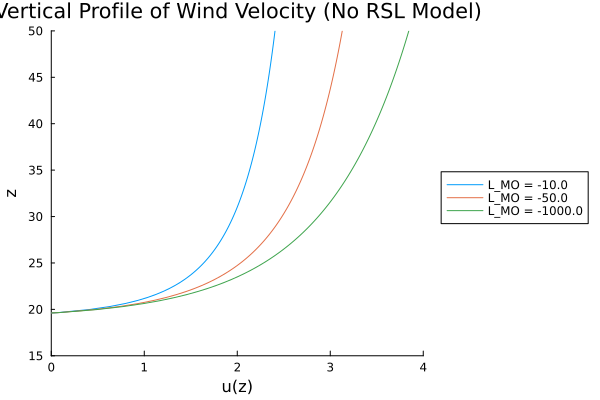 Vertical Profile of Wind Velocity (No RSL Model)
50
45
40
35
30
25
20
15
z
0 1 2 3 4
u(z)
L_MO = -10.0
L_MO = -50.0
L_MO = -1000.0